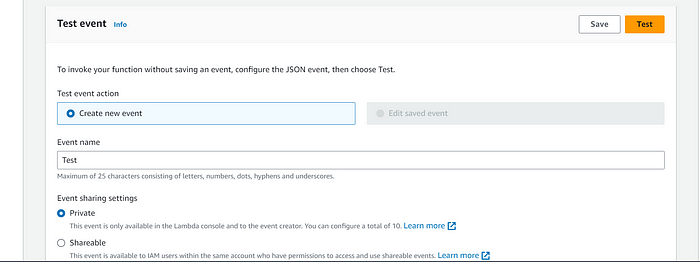 Test event Info Save Test
To invoke your function without saving an event, configure the JSON event, then choose Test.
Test event action
Create new event Edit saved event
Event name
Test
Maximum of 25 characters consisting of letters, numbers, dots, hyphens and underscores.
Event sharing settings
Private
This event is only available in the Lambda console and to the event creator. You can configure a total of 10. Learn more
Shareable
This event is available to IAM users within the same account who have permissions to access and use shareable events. Learn more